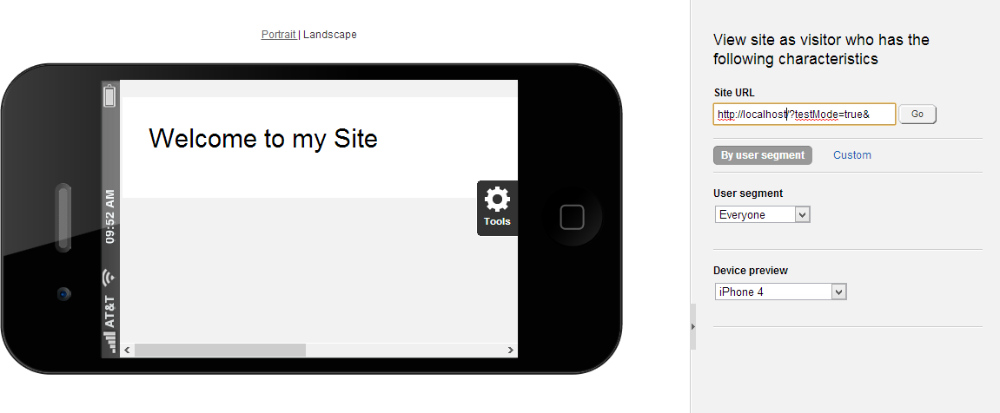 Portrait | Landscape
Welcome to my Site
Tools
09:52 AM
AT&T
View site as visitor who has the
following characteristics
Site URL
http://localhost/?testMode=true&
Go
By user segment
Custom
User segment
Everyone
Device preview
iPhone 4